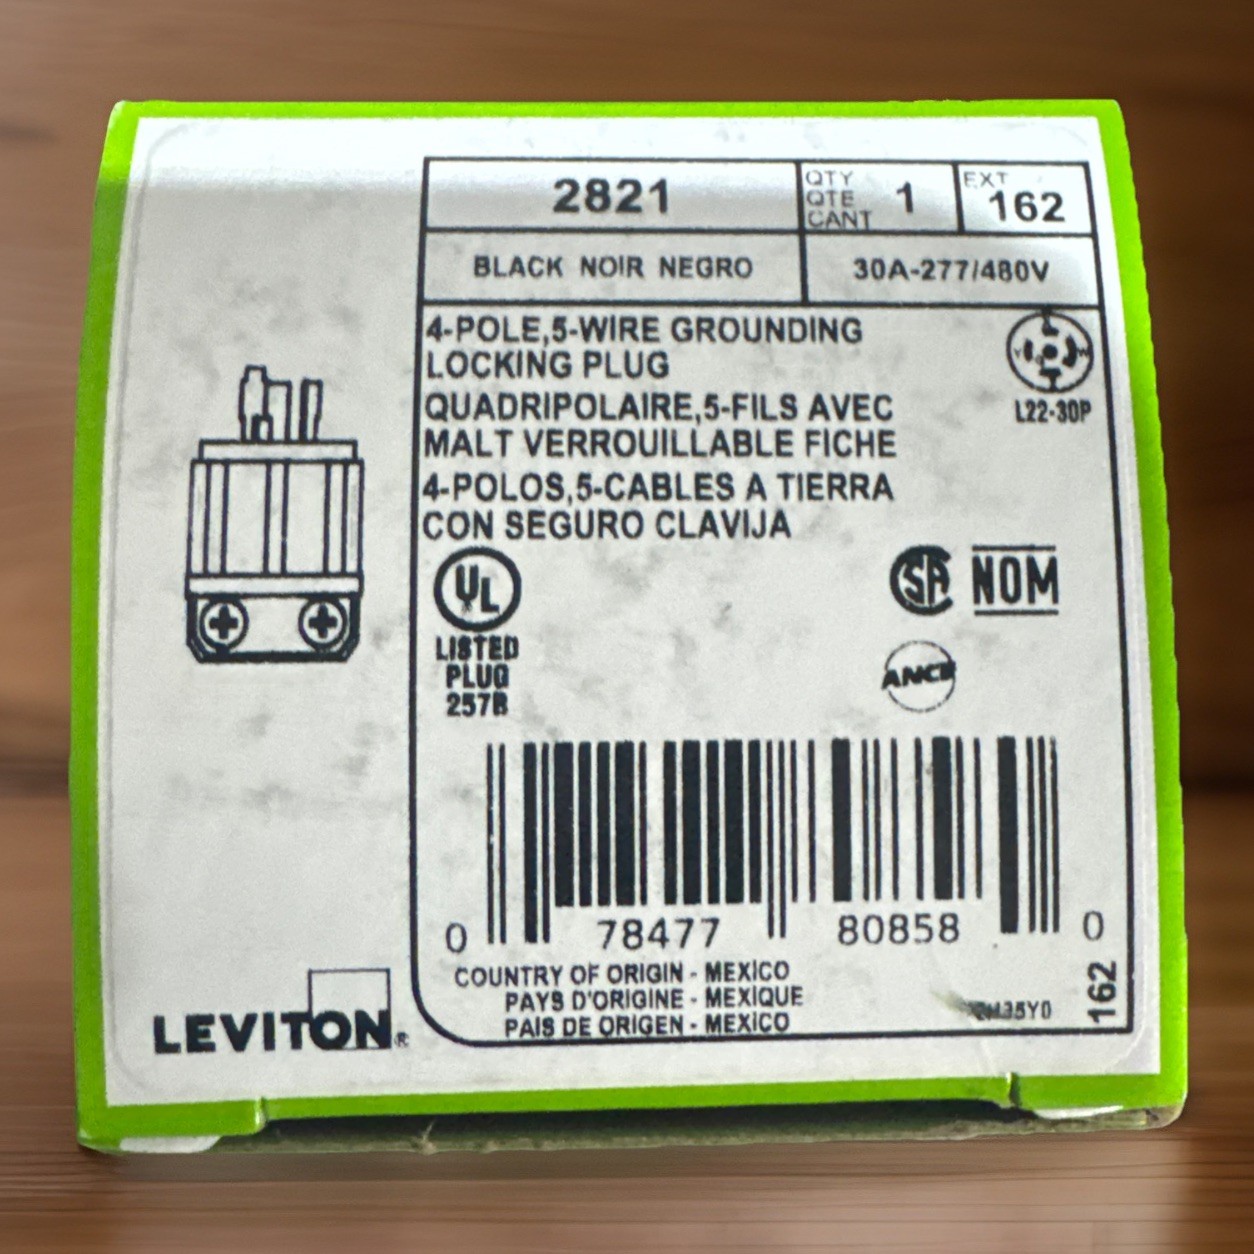 2821
QTY
QTE
CANT
1
EXT
162
BLACK NOIR NEGRO
30A-277/480V
4-POLE,5-WIRE GROUNDING
LOCKING PLUG
L22-30P
QUADRIPOLAIRE,5-FILS AVEC
MALT VERROUILLABLE FICHE
4-POLOS,5-CABLES A TIERRA
CON SEGURO CLAVIJA
UL
LISTED
PLUG
257B
SA NOM
ANCE
0 78477 80858 0
COUNTRY OF ORIGIN - MEXICO
PAYS D'ORIGINE - MEXIQUE
PAIS DE ORIGEN - MEXICO
162
LEVITON®